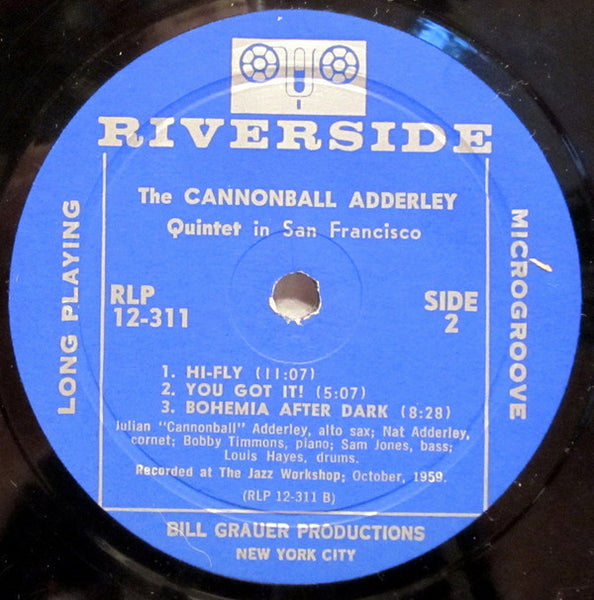 RIVERSIDE
The CANNONBALL ADDERLEY
Quintet in San Francisco
LONG PLAYING
MICROGROOVE
RLP
12-311
SIDE
2
1. HI-FLY (11:07)
2. YOU GOT IT! (5:07)
3. BOHEMIA AFTER DARK (8:28)
Julian "Cannonball" Adderley, alto sax; Nat Adderley,
cornet; Bobby Timmons, piano; Sam Jones, bass;
Louis Hayes, drums.
Recorded at The Jazz Workshop; October, 1959.
(RLP 12-311 B)
BILL GRAUER PRODUCTIONS
NEW YORK CITY